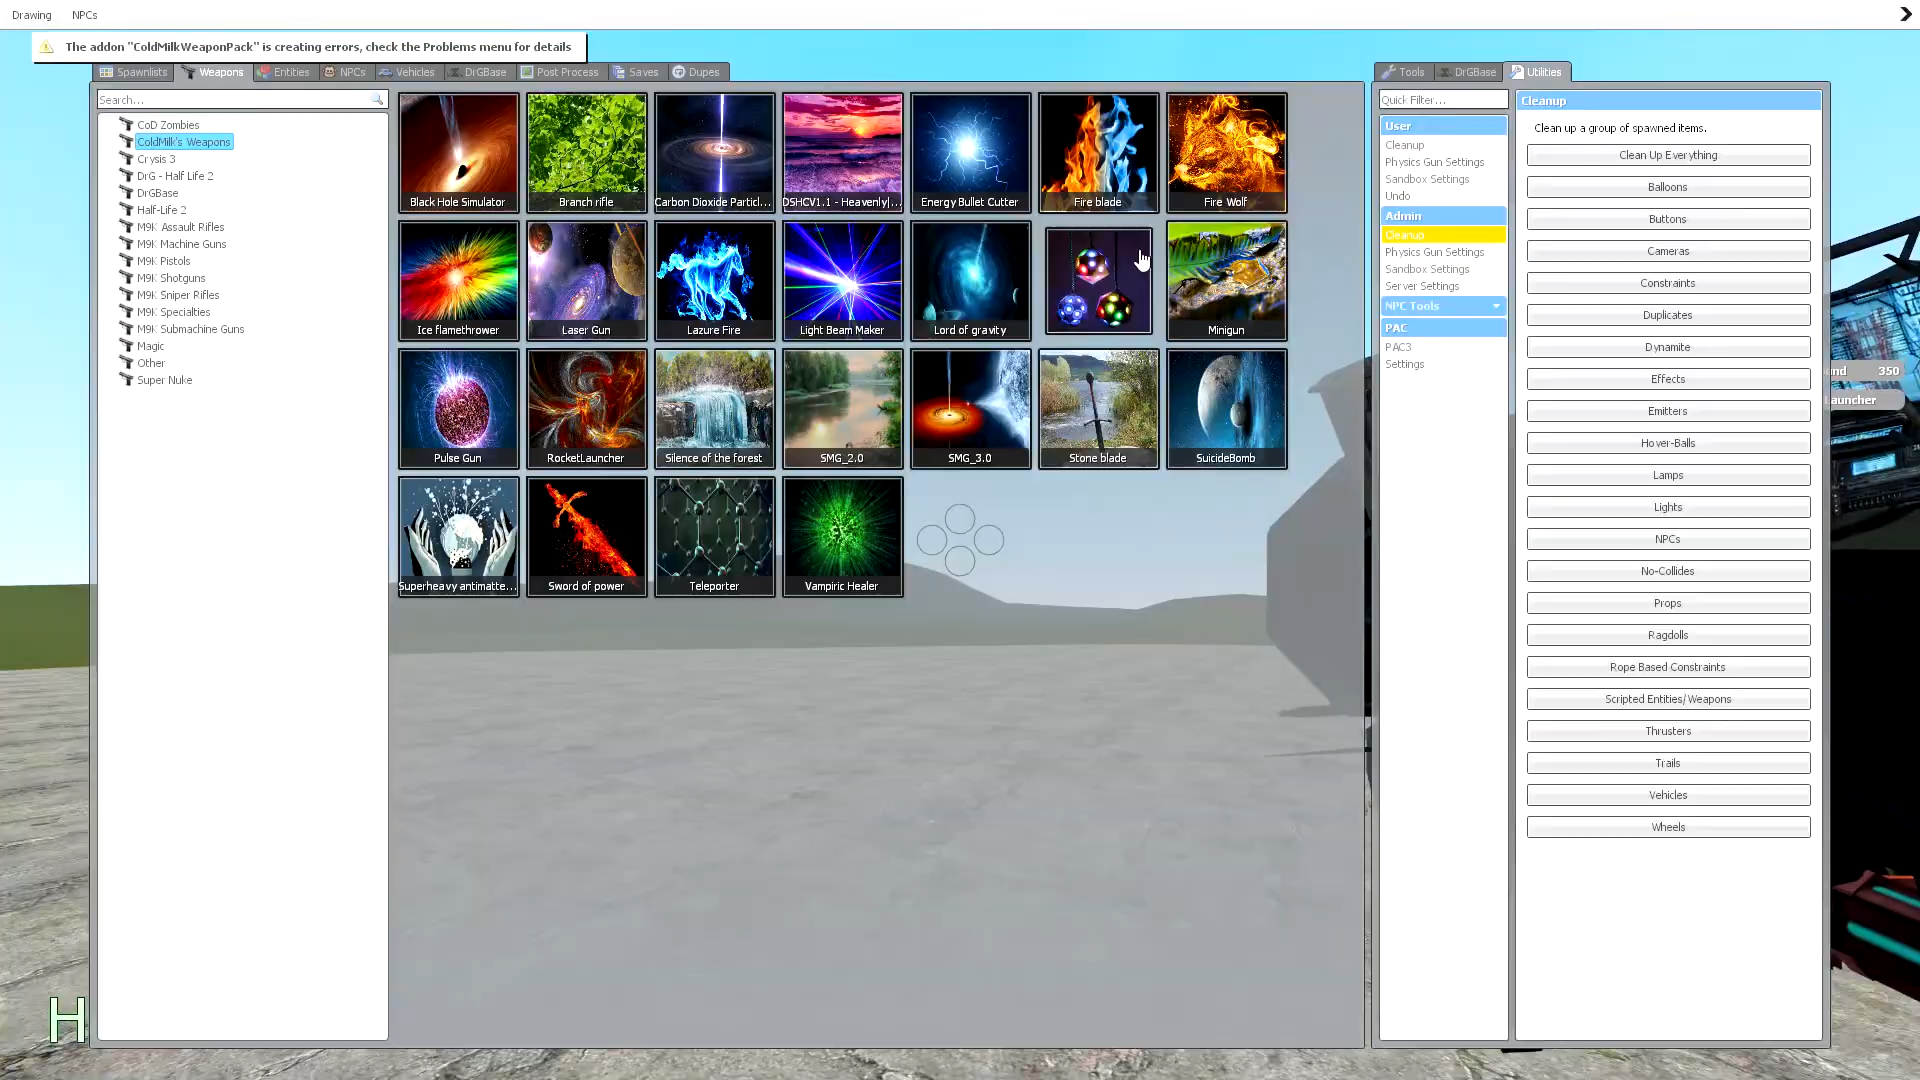 Drawing NPCs
The addon "ColdMilkWeaponPack" is creating errors, check the Problems menu for details
Spawnlists Weapons Entities NPCs Vehicles DrGBase Post Process Saves Dupes
Search...
CoD Zombies
ColdMilk's Weapons
Crysis 3
DrG - Half Life 2
DrGBase
Half-Life 2
M9K Assault Rifles
M9K Machine Guns
M9K Pistols
M9K Shotguns
M9K Sniper Rifles
M9K Specialties
M9K Submachine Guns
Magic
Other
Super Nuke
Black Hole Simulator Branch rifle Carbon Dioxide Particl... DSHCV1.1 - Heavenly|... Energy Bullet Cutter Fire blade Fire Wolf
Ice flamethrower Laser Gun Lazure Fire Light Beam Maker Lord of gravity Minigun
Pulse Gun RocketLauncher Silence of the forest SMG_2.0 SMG_3.0 Stone blade SuicideBomb
Superheavy antimatte... Sword of power Teleporter Vampiric Healer
Tools DrGBase Utilities
Quick Filter...
User
Cleanup
Physics Gun Settings
Sandbox Settings
Undo
Admin
Cleanup
Physics Gun Settings
Sandbox Settings
Server Settings
NPC Tools
PAC
PAC3
Settings
Cleanup
Clean up a group of spawned items.
Clean Up Everything
Balloons
Buttons
Cameras
Constraints
Duplicates
Dynamite
Effects
Emitters
Hover-Balls
Lamps
Lights
NPCs
No-Collides
Props
Ragdolls
Rope Based Constraints
Scripted Entities/Weapons
Thrusters
Trails
Vehicles
Wheels
nd 350
auncher
H